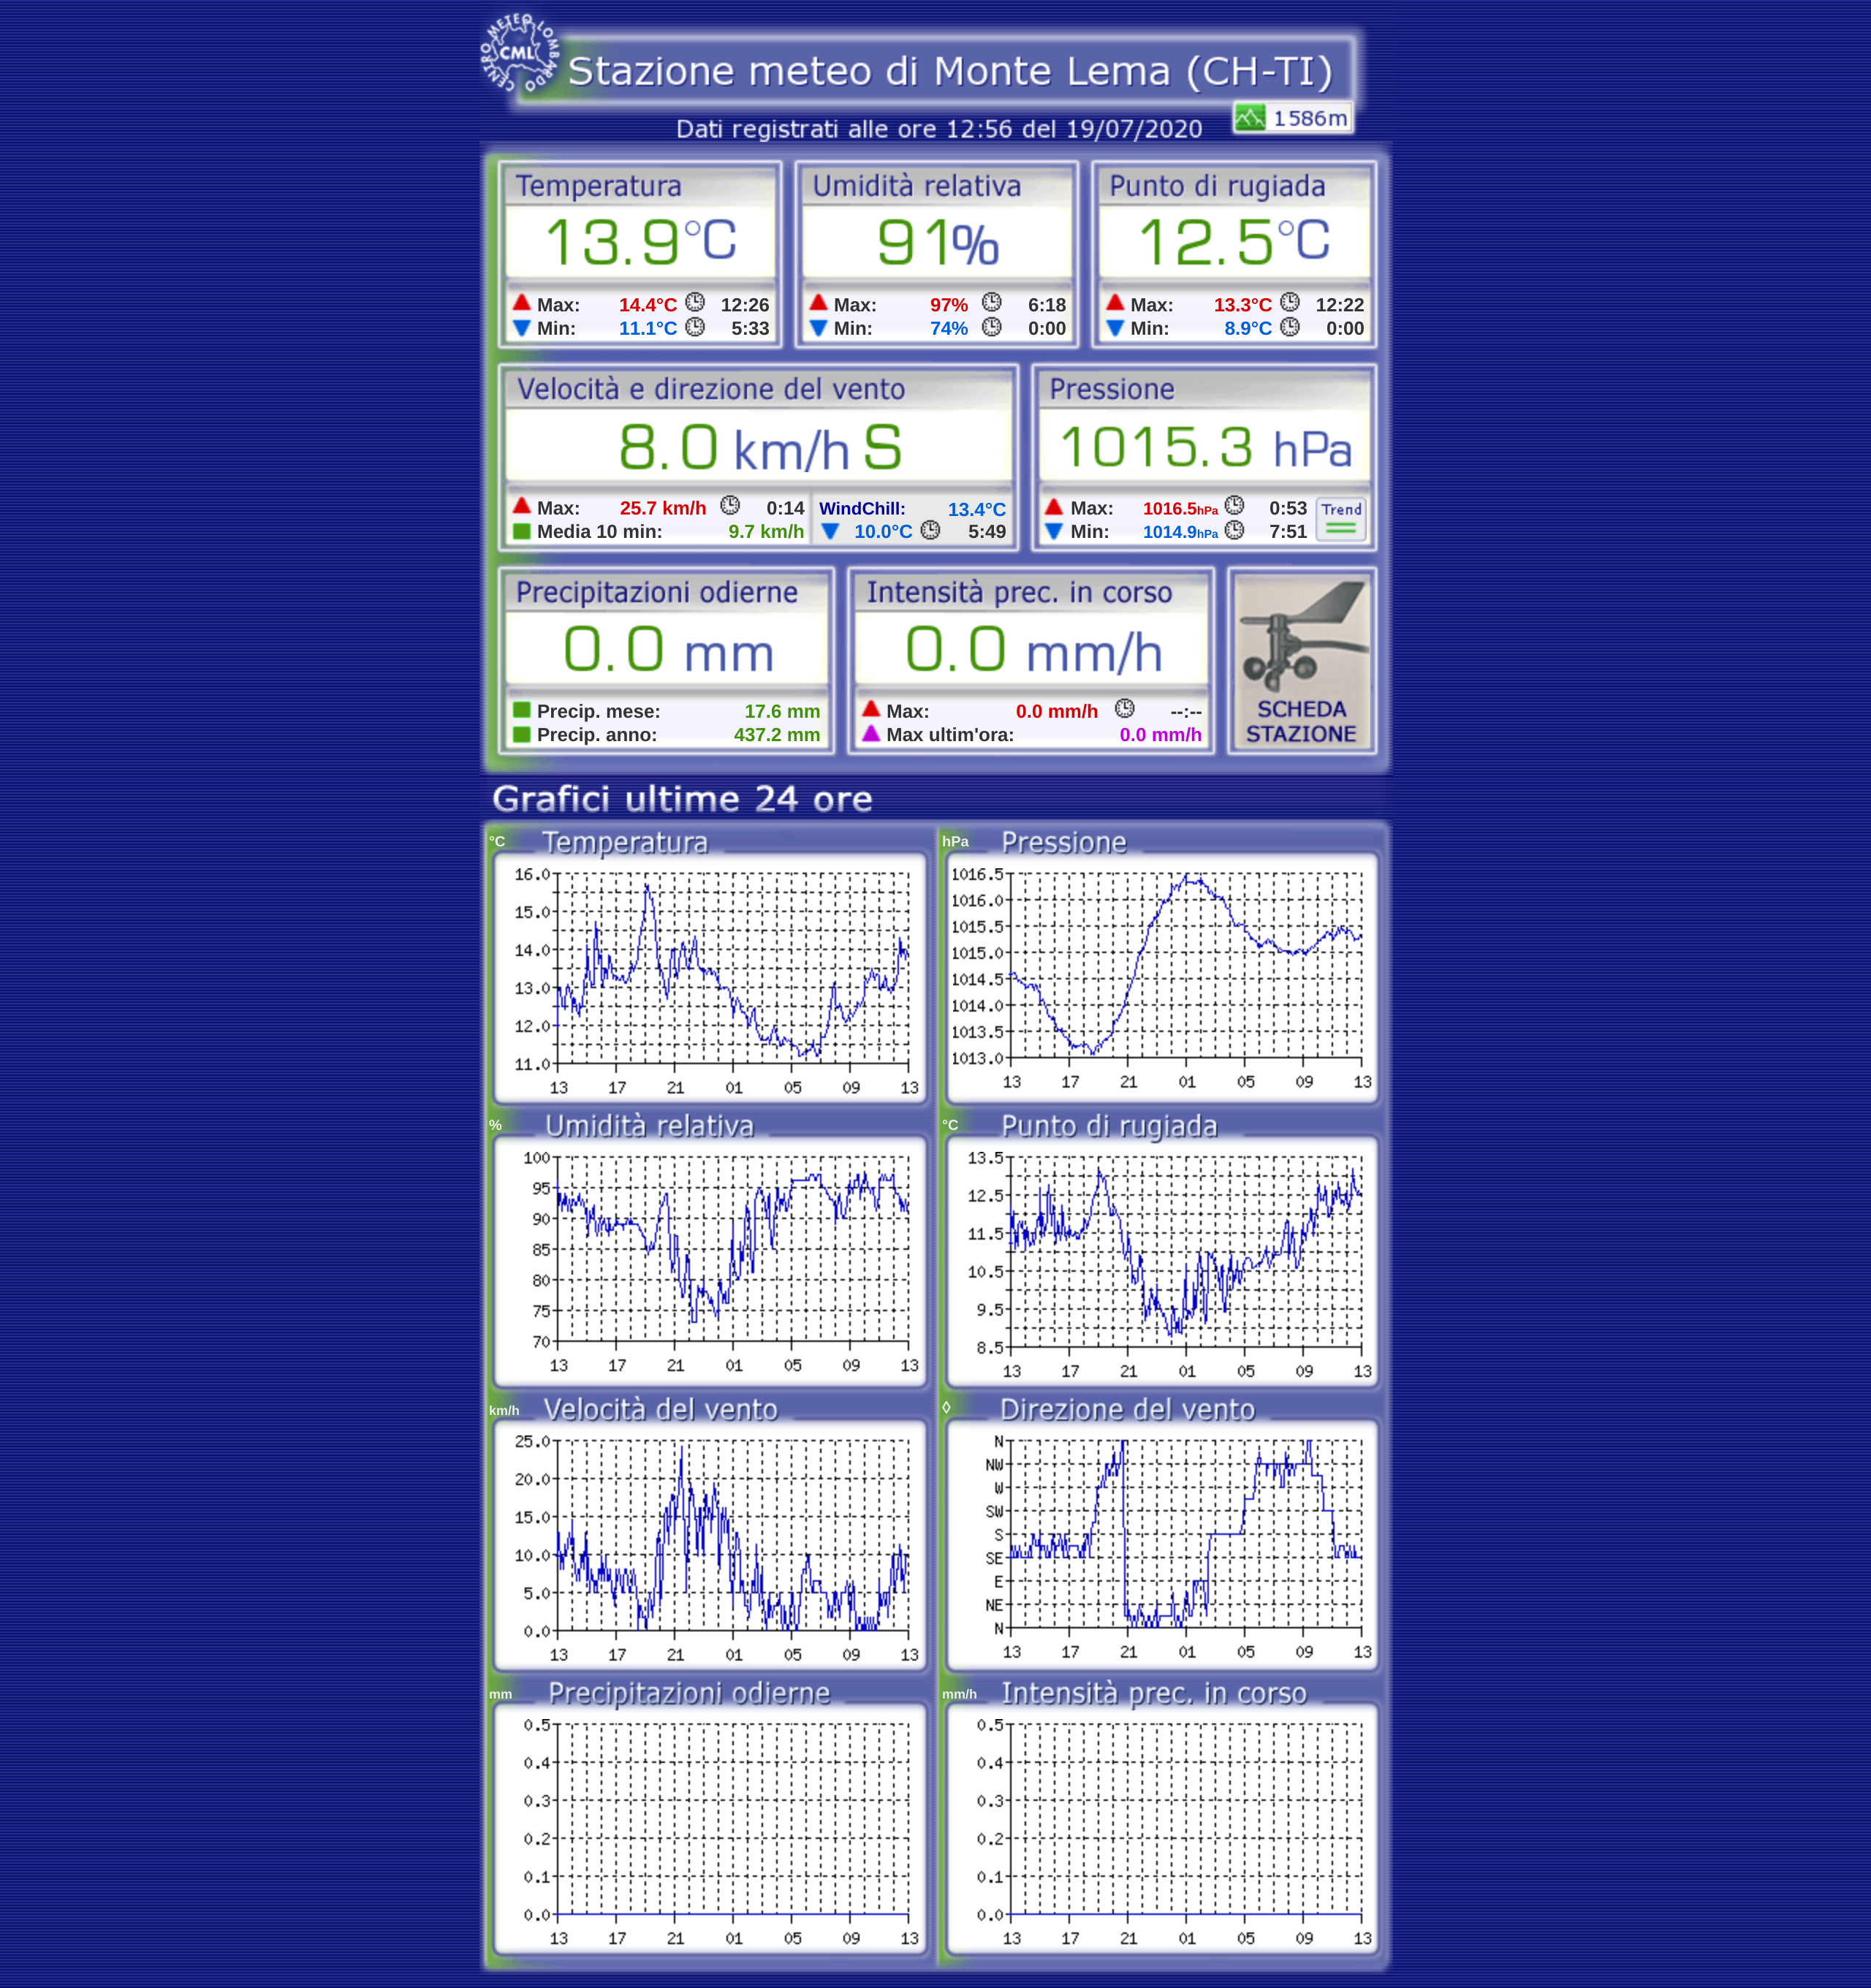 CENTRO METEO LOMBARDO
CML
Stazione meteo di Monte Lema (CH-TI)
1586m
Dati registrati alle ore 12:56 del 19/07/2020
Temperatura Umidità relativa Punto di rugiada
13.9°C 91% 12.5°C
Max: 14.4°C 12:26 Max: 97% 6:18 Max: 13.3°C 12:22
Min: 11.1°C 5:33 Min: 74% 0:00 Min: 8.9°C 0:00
Velocità e direzione del vento Pressione
8.0 km/h S 1015.3 hPa
Max: 25.7 km/h 0:14 WindChill: 13.4°C Max: 1016.5hPa 0:53 Trend
Media 10 min: 9.7 km/h 10.0°C 5:49 Min: 1014.9hPa 7:51
Precipitazioni odierne Intensità prec. in corso
0.0 mm 0.0 mm/h
Precip. mese: 17.6 mm Max: 0.0 mm/h --:-- SCHEDA
Precip. anno: 437.2 mm Max ultim'ora: 0.0 mm/h STAZIONE
Grafici ultime 24 ore
°C Temperatura
16.0
15.0
14.0
13.0
12.0
11.0
13 17 21 01 05 09 13
hPa Pressione
1016.5
1016.0
1015.5
1015.0
1014.5
1014.0
1013.5
1013.0
13 17 21 01 05 09 13
% Umidità relativa
100
95
90
85
80
75
70
13 17 21 01 05 09 13
°C Punto di rugiada
13.5
12.5
11.5
10.5
9.5
8.5
13 17 21 01 05 09 13
km/h Velocità del vento
25.0
20.0
15.0
10.0
5.0
0.0
13 17 21 01 05 09 13
◊ Direzione del vento
N
NW
W
SW
S
SE
E
NE
N
13 17 21 01 05 09 13
mm Precipitazioni odierne
0.5
0.4
0.3
0.2
0.1
0.0
13 17 21 01 05 09 13
mm/h Intensità prec. in corso
0.5
0.4
0.3
0.2
0.1
0.0
13 17 21 01 05 09 13